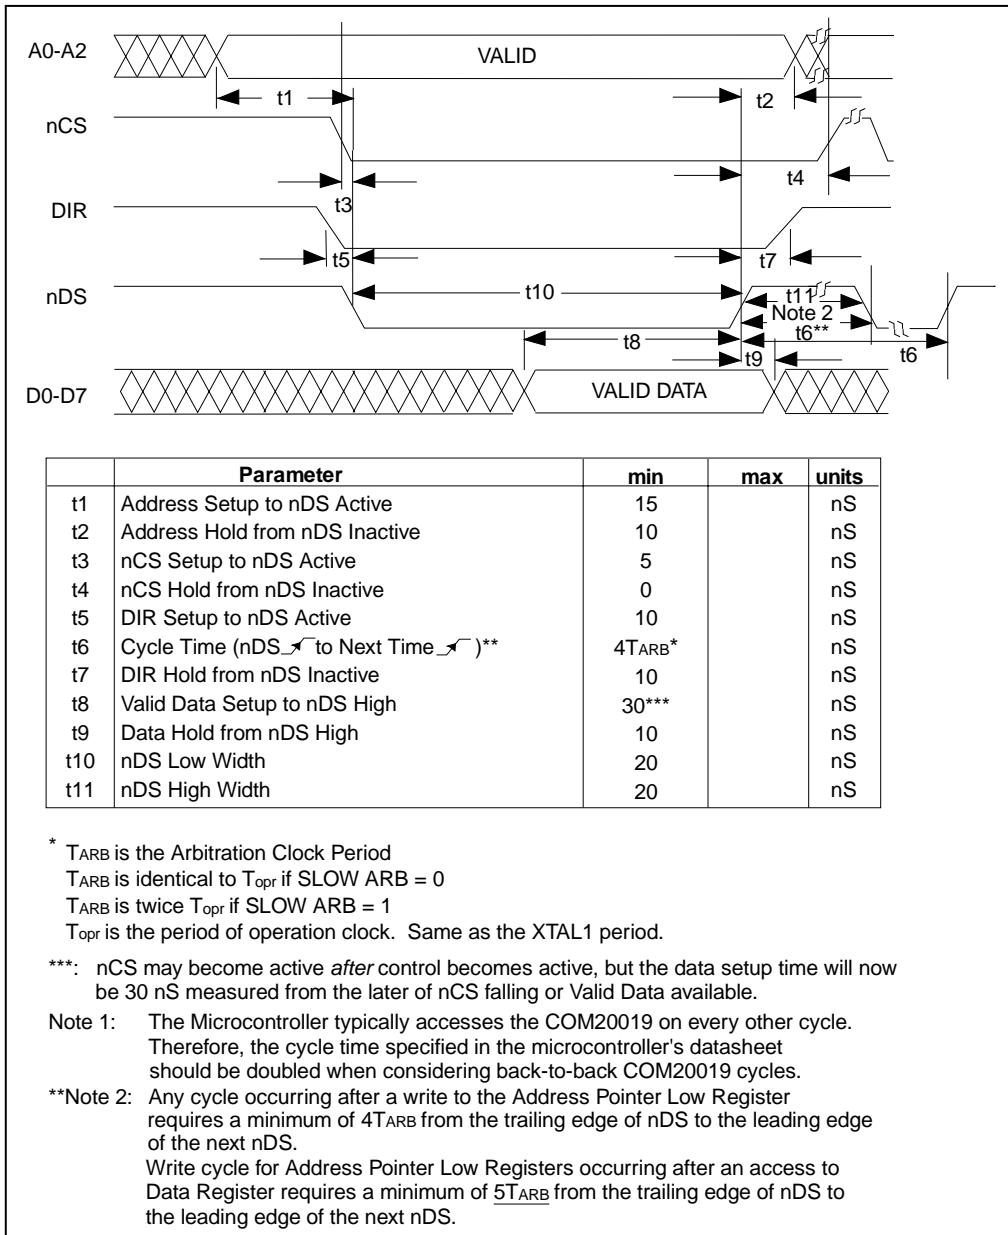 A0-A2
VALID
t1
t2
nCS
t3
t4
DIR
t5
t7
nDS
t10
t11
Note 2
t6**
t8
t6
t9
D0-D7
VALID DATA
Parameter min max units
t1 Address Setup to nDS Active 15 nS
t2 Address Hold from nDS Inactive 10 nS
t3 nCS Setup to nDS Active 5 nS
t4 nCS Hold from nDS Inactive 0 nS
t5 DIR Setup to nDS Active 10 nS
t6 Cycle Time (nDS to Next Time )** 4TARB* nS
t7 DIR Hold from nDS Inactive 10 nS
t8 Valid Data Setup to nDS High 30*** nS
t9 Data Hold from nDS High 10 nS
t10 nDS Low Width 20 nS
t11 nDS High Width 20 nS
* TARB is the Arbitration Clock Period
TARB is identical to Topr if SLOW ARB = 0
TARB is twice Topr if SLOW ARB = 1
Topr is the period of operation clock. Same as the XTAL1 period.
***: nCS may become active after control becomes active, but the data setup time will now
be 30 nS measured from the later of nCS falling or Valid Data available.
Note 1: The Microcontroller typically accesses the COM20019 on every other cycle.
Therefore, the cycle time specified in the microcontroller's datasheet
should be doubled when considering back-to-back COM20019 cycles.
**Note 2: Any cycle occurring after a write to the Address Pointer Low Register
requires a minimum of 4TARB from the trailing edge of nDS to the leading edge
of the next nDS.
Write cycle for Address Pointer Low Registers occurring after an access to
Data Register requires a minimum of 5TARB from the trailing edge of nDS to
the leading edge of the next nDS.